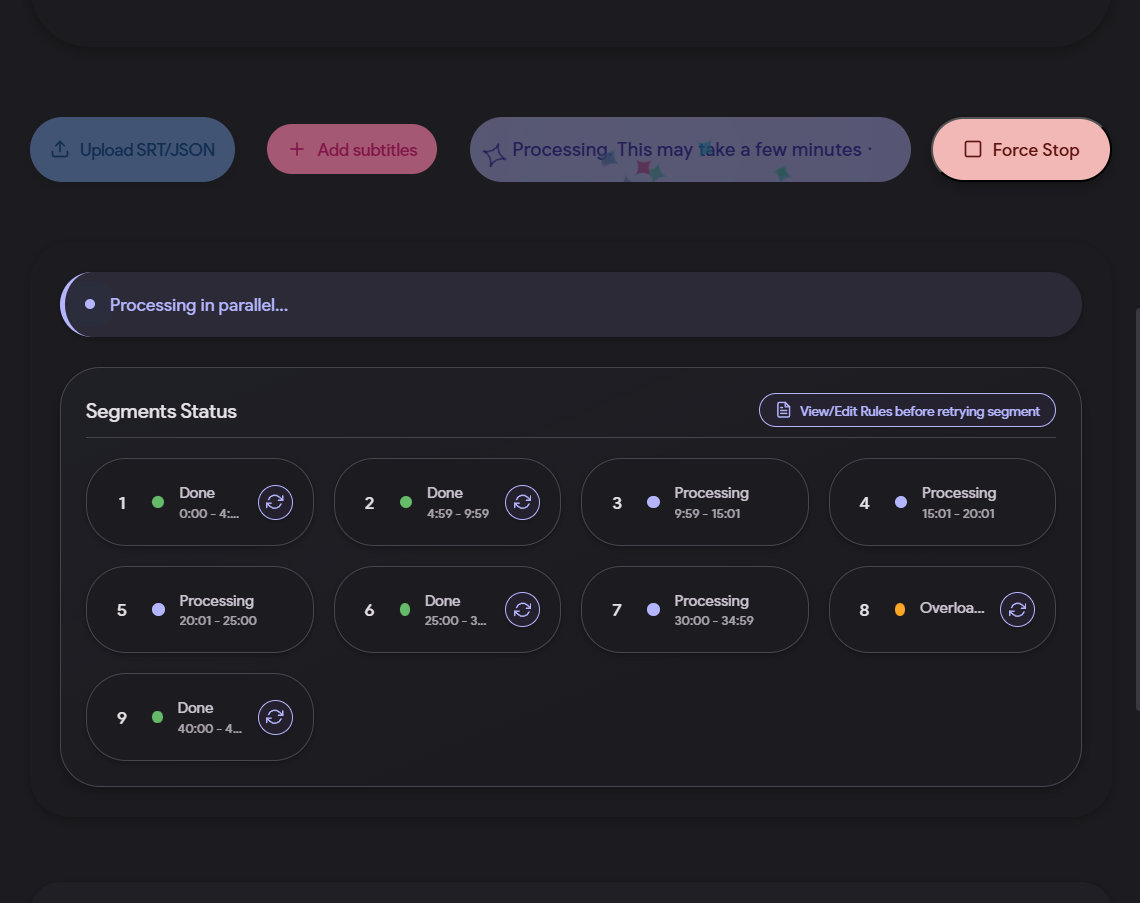 Upload SRT/JSON
Add subtitles
Processing. This may take a few minutes ·
Force Stop
Processing in parallel...
Segments Status
View/Edit Rules before retrying segment
1
Done
0:00 - 4:...
2
Done
4:59 - 9:59
3
Processing
9:59 - 15:01
4
Processing
15:01 - 20:01
5
Processing
20:01 - 25:00
6
Done
25:00 - 3...
7
Processing
30:00 - 34:59
8
Overloa...
9
Done
40:00 - 4...